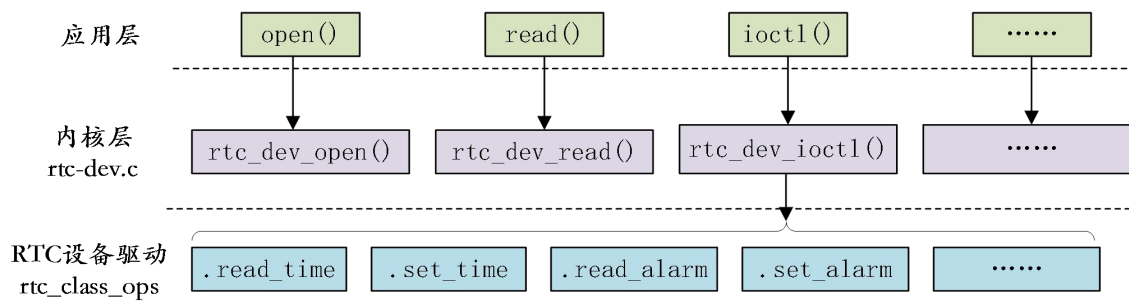 应用层
open()
read()
ioctl()
……
内核层
rtc-dev.c
rtc_dev_open()
rtc_dev_read()
rtc_dev_ioctl()
……
RTC设备驱动
rtc_class_ops
.read_time
.set_time
.read_alarm
.set_alarm
……